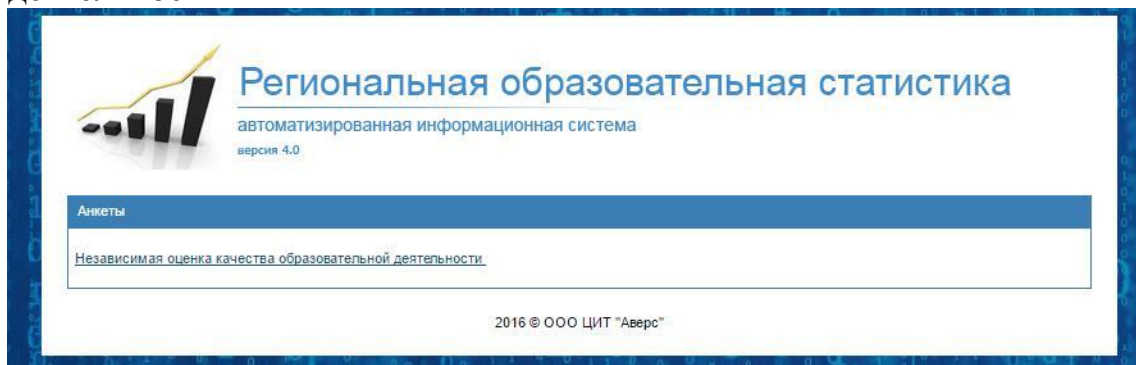 Региональная образовательная статистика
автоматизированная информационная система
версия 4.0
Анкеты
Независимая оценка качества образовательной деятельности
2016 © ООО ЦИТ "Аверс"